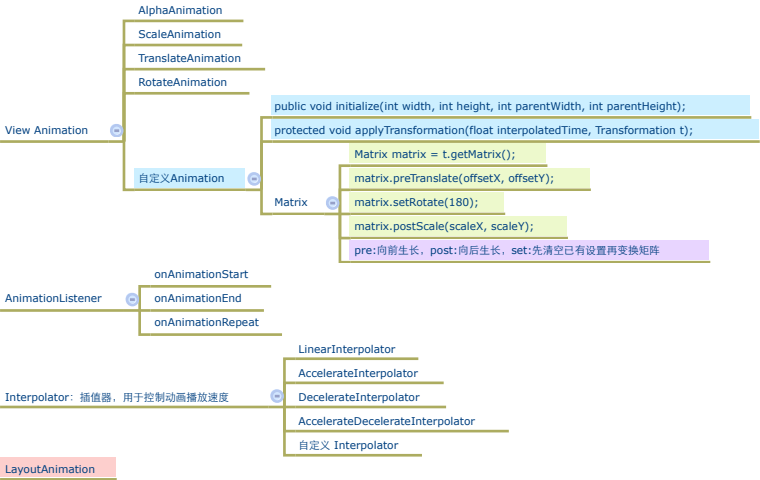 AlphaAnimation
ScaleAnimation
TranslateAnimation
RotateAnimation
View Animation
自定义Animation
public void initialize(int width, int height, int parentWidth, int parentHeight);
protected void applyTransformation(float interpolatedTime, Transformation t);
Matrix
Matrix matrix = t.getMatrix();
matrix.preTranslate(offsetX, offsetY);
matrix.setRotate(180);
matrix.postScale(scaleX, scaleY);
pre:向前生长，post:向后生长，set:先清空已有设置再变换矩阵
AnimationListener
onAnimationStart
onAnimationEnd
onAnimationRepeat
Interpolator：插值器，用于控制动画播放速度
LinearInterpolator
AccelerateInterpolator
DecelerateInterpolator
AccelerateDecelerateInterpolator
自定义 Interpolator
LayoutAnimation